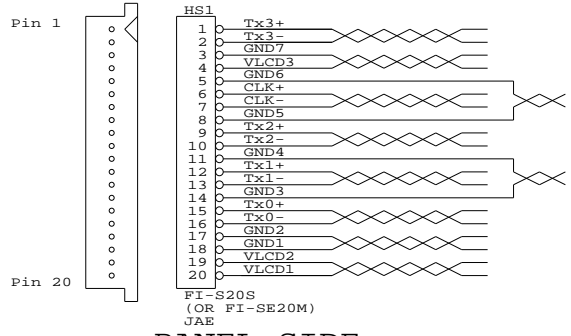 Pin 1
Pin 20
HS1
1 Tx3+
2 Tx3-
3 GND7
4 VLCD3
5 GND6
6 CLK+
7 CLK-
8 GND5
9 Tx2+
10 Tx2-
11 GND4
12 Tx1+
13 Tx1-
14 GND3
15 Tx0+
16 Tx0-
17 GND2
18 GND1
19 VLCD2
20 VLCD1
FI-S20S
(OR FI-SE20M)
JAE
PANEL SIDE